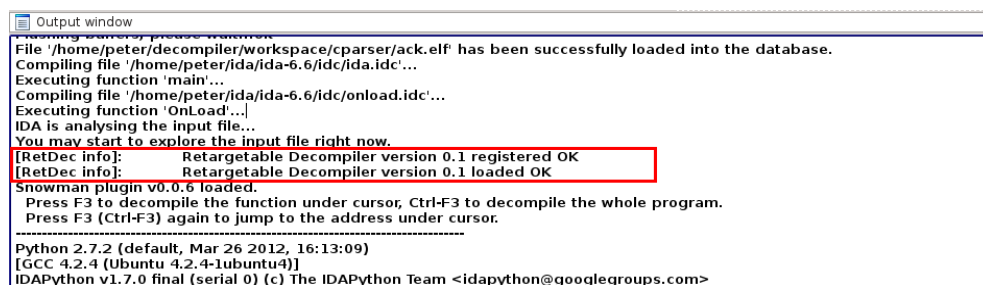 Output window
File '/home/peter/decompiler/workspace/cparser/ack.elf' has been successfully loaded into the database.
Compiling file '/home/peter/ida/ida-6.6/idc/ida.idc'...
Executing function 'main'...
Compiling file '/home/peter/ida/ida-6.6/idc/onload.idc'...
Executing function 'OnLoad'...
IDA is analysing the input file...
You may start to explore the input file right now.
[RetDec info]: Retargetable Decompiler version 0.1 registered OK
[RetDec info]: Retargetable Decompiler version 0.1 loaded OK
Snowman plugin v0.0.6 loaded.
Press F3 to decompile the function under cursor, Ctrl-F3 to decompile the whole program.
Press F3 (Ctrl-F3) again to jump to the address under cursor.
-----------------------------------------------------------------------------------------
Python 2.7.2 (default, Mar 26 2012, 16:13:09)
[GCC 4.2.4 (Ubuntu 4.2.4-1ubuntu4)]
IDAPython v1.7.0 final (serial 0) (c) The IDAPython Team <idapython@googlegroups.com>